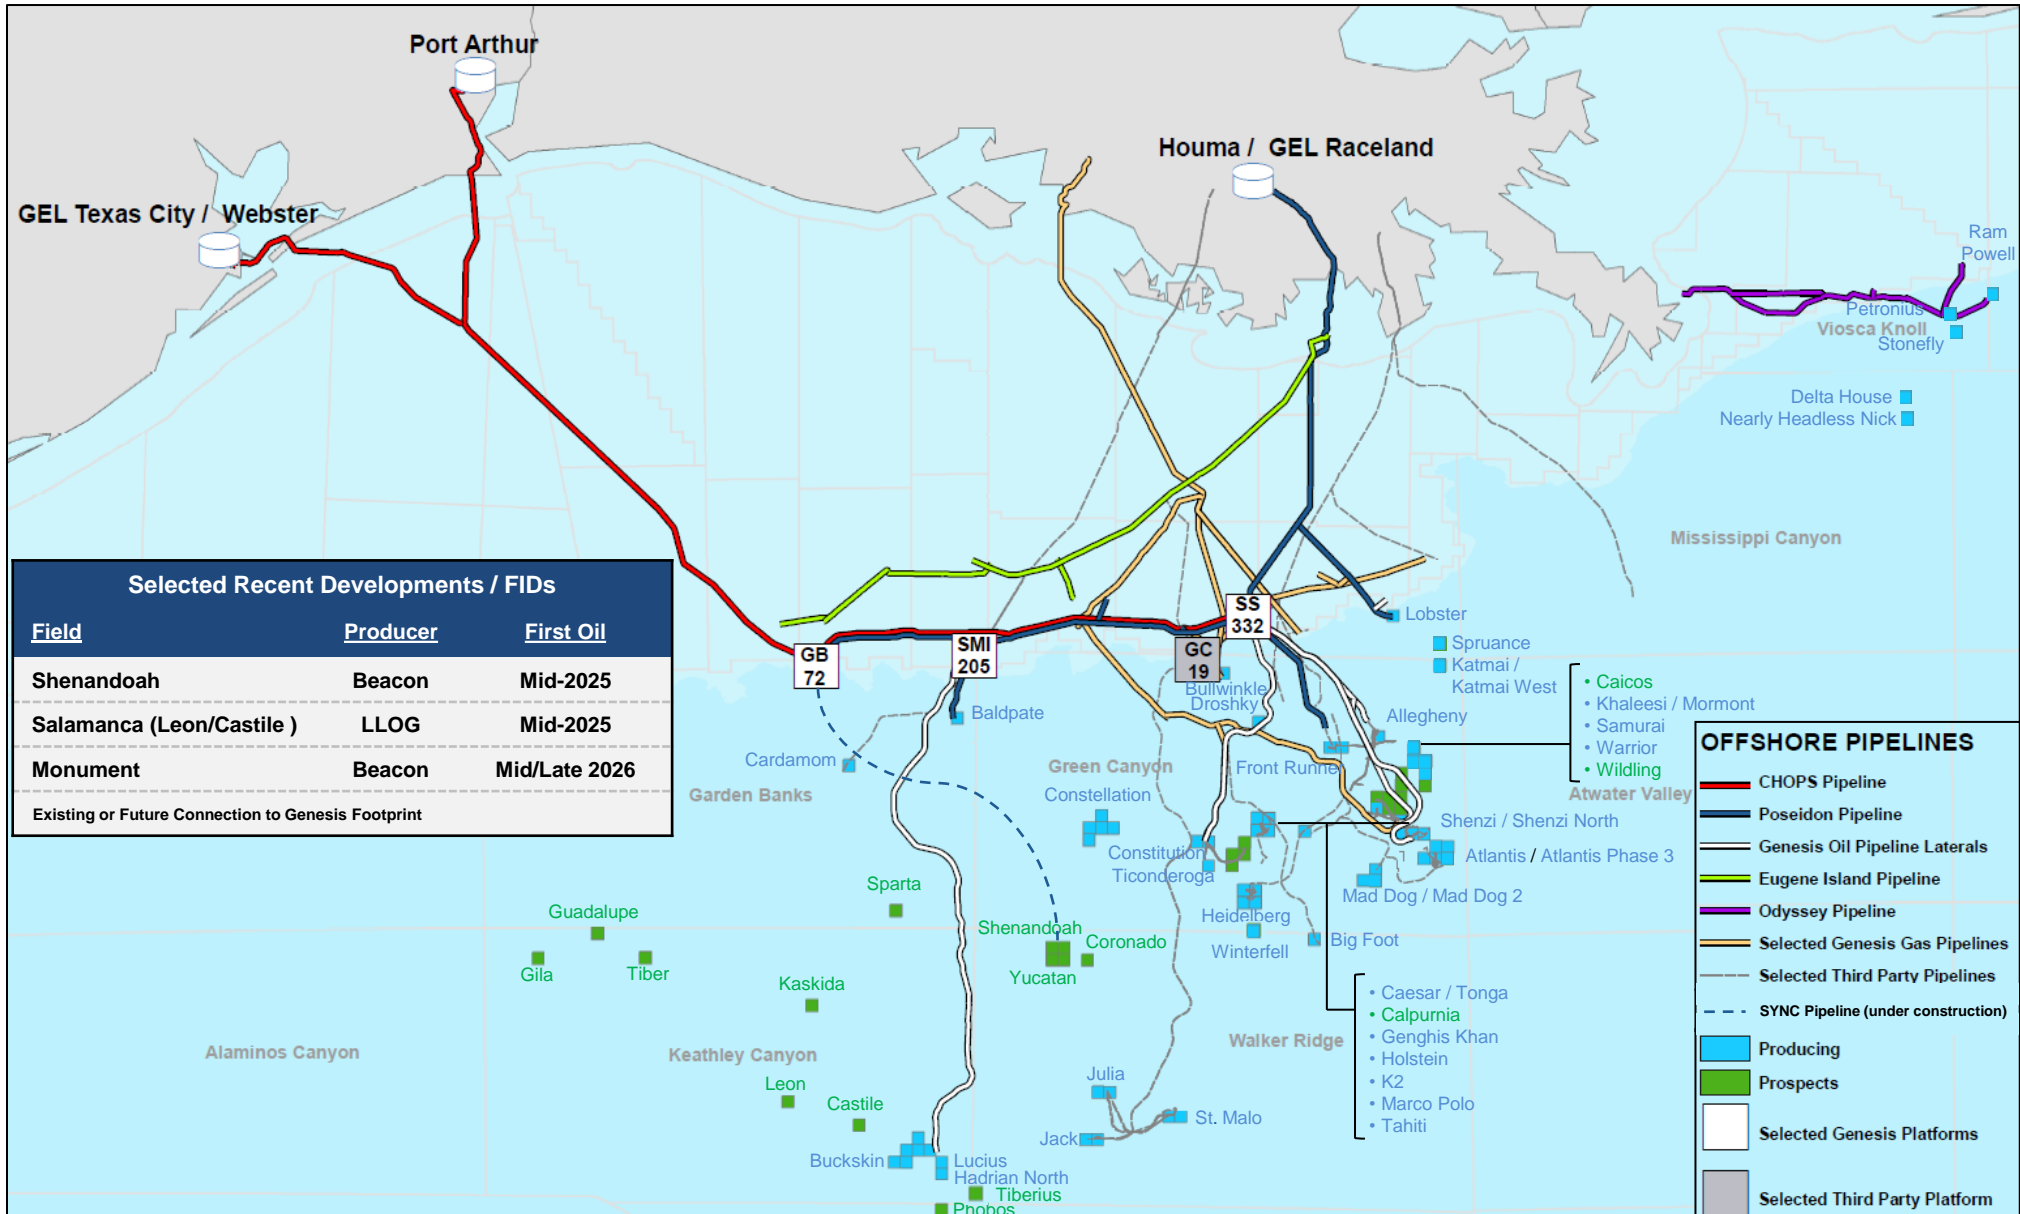 Port Arthur
Houma /  GEL Raceland
GEL Texas City /  Webster
Ram
Powell
Petronius
Viosca Knoll
Stonefly
Delta House
Nearly Headless Nick
Mississippi Canyon
Selected Recent Developments / FIDs
Field Producer First Oil
Shenandoah Beacon Mid-2025
Salamanca (Leon/Castile ) LLOG Mid-2025
Monument Beacon Mid/Late 2026
Existing or Future Connection to Genesis Footprint
GB
72
SMI
205
GC
19
SS
332
Lobster
Spruance
Katmai /
Katmai West
Bullwinkle
Droshky
Baldpate
Cardamom
Garden Banks
Green Canyon
Constellation
Front Runner
Allegheny
• Caicos
• Khaleesi / Mormont
• Samurai
• Warrior
• Wildling
Atwater Valley
Shenzi / Shenzi North
Atlantis / Atlantis Phase 3
Mad Dog / Mad Dog 2
Constitution
Ticonderoga
Heidelberg
Winterfell
Big Foot
Sparta
Guadalupe
Gila
Tiber
Shenandoah
Coronado
Yucatan
Kaskida
Alaminos Canyon
Keathley Canyon
Walker Ridge
Leon
Castile
Julia
Jack
St. Malo
Buckskin
Lucius
Hadrian North
Tiberius
Phobos
• Caesar / Tonga
• Calpurnia
• Genghis Khan
• Holstein
• K2
• Marco Polo
• Tahiti
OFFSHORE PIPELINES
CHOPS Pipeline
Poseidon Pipeline
Genesis Oil Pipeline Laterals
Eugene Island Pipeline
Odyssey Pipeline
Selected Genesis Gas Pipelines
Selected Third Party Pipelines
SYNC Pipeline (under construction)
Producing
Prospects
Selected Genesis Platforms
Selected Third Party Platform